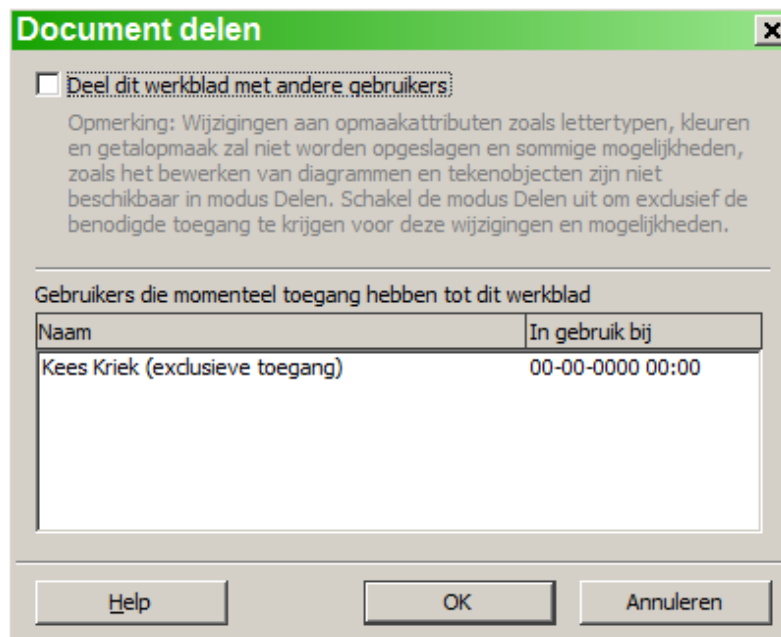 Document delen
Deel dit werkblad met andere gebruikers
Opmerking: Wijzigingen aan opmaakattributen zoals lettertypen, kleuren
en getalopmaak zal niet worden opgeslagen en sommige mogelijkheden,
zoals het bewerken van diagrammen en tekenobjecten zijn niet
beschikbaar in modus Delen. Schakel de modus Delen uit om exclusief de
benodigde toegang te krijgen voor deze wijzigingen en mogelijkheden.
Gebruikers die momenteel toegang hebben tot dit werkblad
Naam In gebruik bij
Kees Kriek (exclusieve toegang) 00-00-0000 00:00
Help OK Annuleren